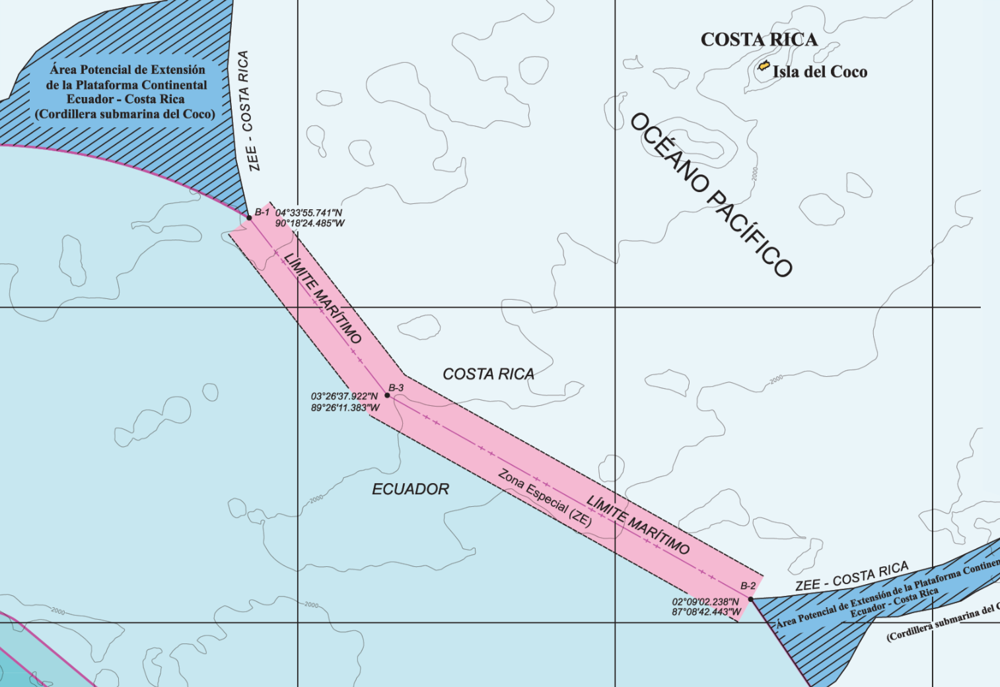 COSTA RICA
Isla del Coco
Área Potencial de Extensión
de la Plataforma Continental
Ecuador - Costa Rica
(Cordillera submarina del Coco)
ZEE - COSTA RICA
OCÉANO PACÍFICO
2000
B-1
04°33'55.741"N
90°18'24.485"W
LÍMITE MARÍTIMO
COSTA RICA
2000
B-3
03°26'37.922"N
89°26'11.383"W
ECUADOR
2000
Zona Especial (ZE)
LÍMITE MARÍTIMO
B-2
02°09'02.238"N
87°08'42.443"W
ZEE - COSTA RICA
Área Potencial de Extensión de la Plataforma Continen
Ecuador - Costa Rica
(Cordillera submarina del C
2000
2000